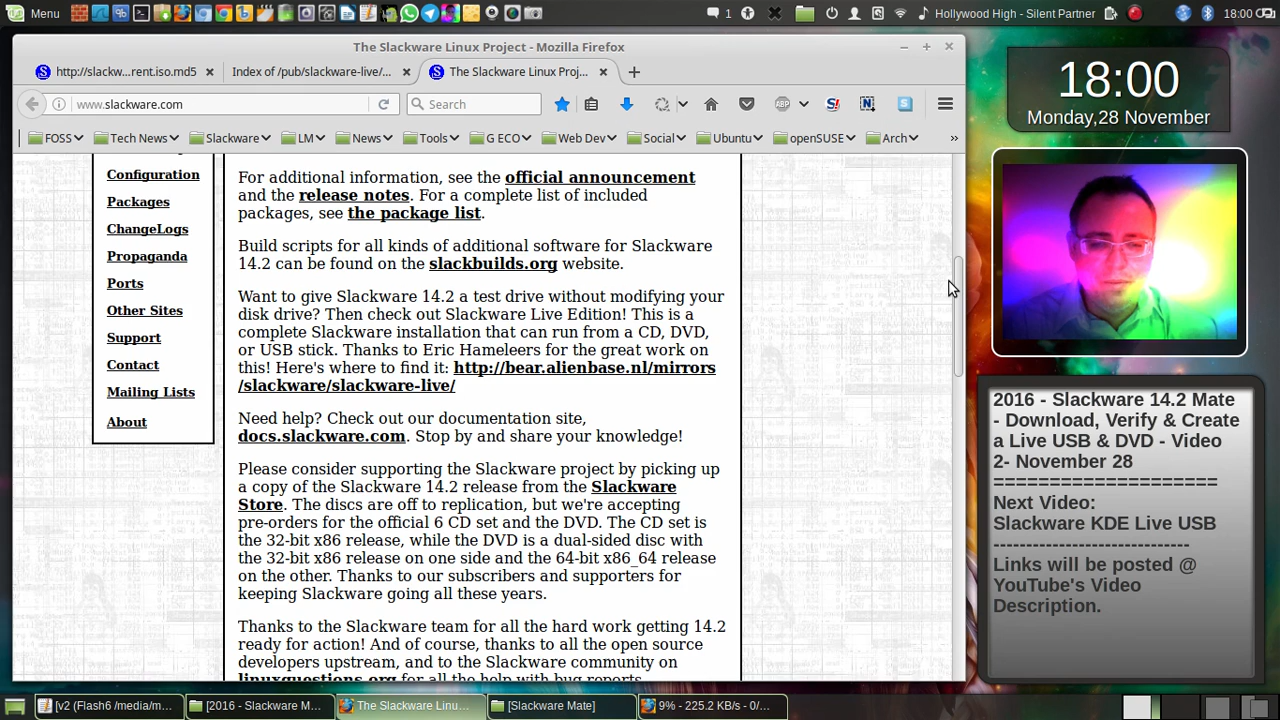 Menu
1
Hollywood High - Silent Partner
18:00
The Slackware Linux Project - Mozilla Firefox
http://slackw...rent.iso.md5
Index of /pub/slackware-live/...
The Slackware Linux Proj...
www.slackware.com
Search
ABP
FOSS
Tech News
Slackware
LM
News
Tools
G ECO
Web Dev
Social
Ubuntu
openSUSE
Arch
»
Configuration
Packages
ChangeLogs
Propaganda
Ports
Other Sites
Support
Contact
Mailing Lists
About
For additional information, see the official announcement
and the release notes. For a complete list of included
packages, see the package list.
Build scripts for all kinds of additional software for Slackware
14.2 can be found on the slackbuilds.org website.
Want to give Slackware 14.2 a test drive without modifying your
disk drive? Then check out Slackware Live Edition! This is a
complete Slackware installation that can run from a CD, DVD,
or USB stick. Thanks to Eric Hameleers for the great work on
this! Here's where to find it: http://bear.alienbase.nl/mirrors
/slackware/slackware-live/
Need help? Check out our documentation site,
docs.slackware.com. Stop by and share your knowledge!
Please consider supporting the Slackware project by picking up
a copy of the Slackware 14.2 release from the Slackware
Store. The discs are off to replication, but we're accepting
pre-orders for the official 6 CD set and the DVD. The CD set is
the 32-bit x86 release, while the DVD is a dual-sided disc with
the 32-bit x86 release on one side and the 64-bit x86_64 release
on the other. Thanks to our subscribers and supporters for
keeping Slackware going all these years.
Thanks to the Slackware team for all the hard work getting 14.2
ready for action! And of course, thanks to all the open source
developers upstream, and to the Slackware community on
linuxquestions.org for all the help with bug reports,
18:00
Monday,28 November
2016 - Slackware 14.2 Mate
- Download, Verify & Create
a Live USB & DVD - Video
2- November 28
====================
Next Video:
Slackware KDE Live USB
------------------------------
Links will be posted @
YouTube's Video
Description.
[v2 (Flash6 /media/m...
[2016 - Slackware M...
The Slackware Linu...
[Slackware Mate]
9% - 225.2 KB/s - 0/...